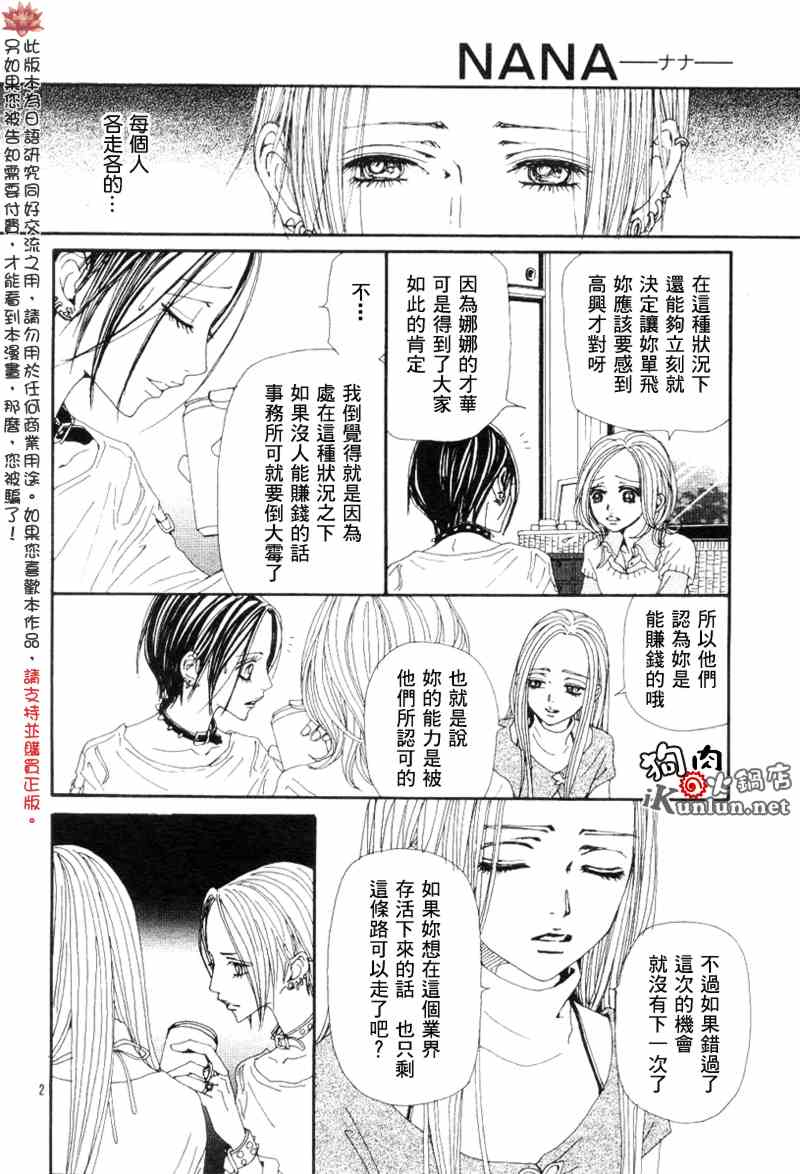 NANA—ナナ—
每個人
各走各的…
在這種狀況下
還能夠立刻就
決定讓妳單飛
妳應該要感到
高興才對呀
因為娜娜的才華
可是得到了大家
如此的肯定
不…
我倒覺得就是因為
處在這種狀況之下
如果沒人能賺錢的話
事務所可就要倒大霉了
所以他們
認為妳是
能賺錢的哦
也就是說
妳的能力是被
他們所認可的
不過如果錯過了
這次的機會
就沒有下一次了
如果妳想在這個業界
存活下來的話 也只剩
這條路可以走了吧?
2
此版本為日語研究同好交流之用，請勿用於任何商業用途。如果您喜歡本作品，請支持並購買正版。
另如果您被告知需要付費，才能看到本漫畫，那麼，您被騙了!
狗肉火鍋店
iKunlun.net